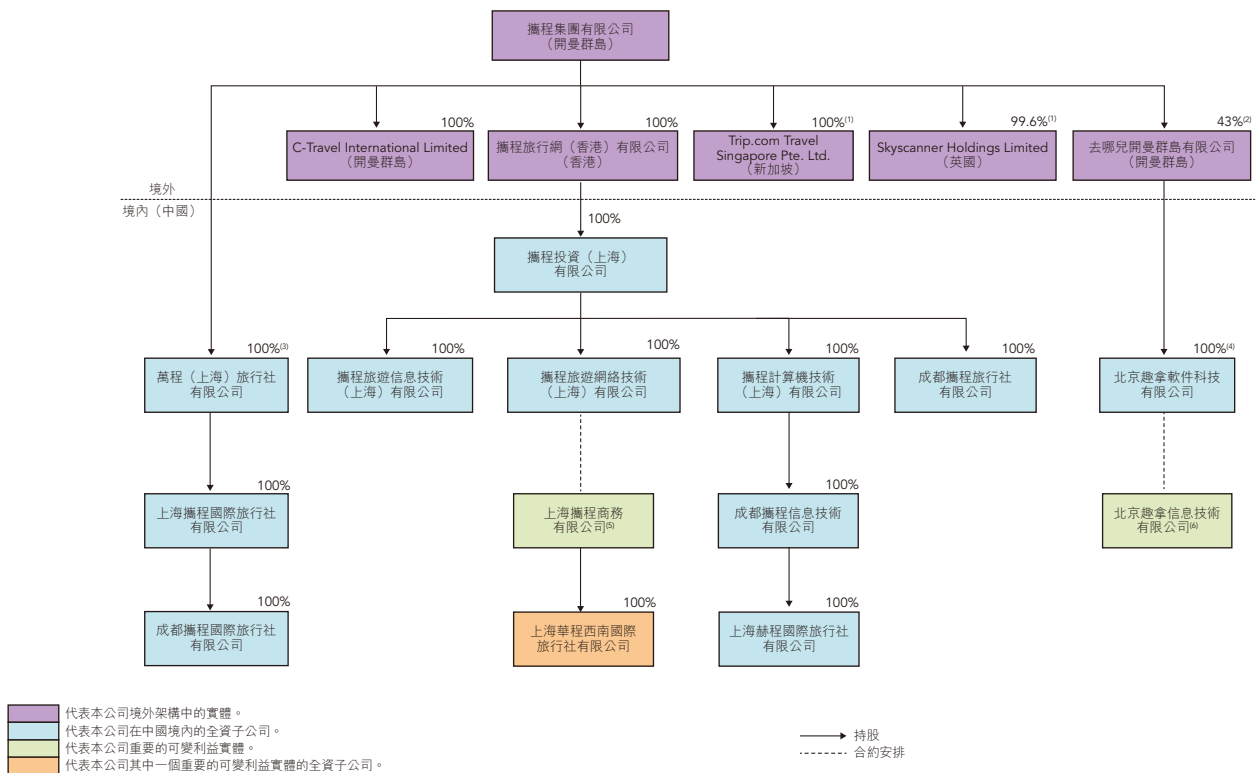 攜程集團有限公司
（開曼群島）
100%
100%
100%(1)
99.6%(1)
43%(2)
C-Travel International Limited
（開曼群島）
攜程旅行網（香港）有限公司
（香港）
Trip.com Travel
Singapore Pte. Ltd.
（新加坡）
Skyscanner Holdings Limited
（英國）
去哪兒開曼群島有限公司
（開曼群島）
境外
境內（中國）
100%
攜程投資（上海）
有限公司
100%(3)
100%
100%
100%
100%
100%(4)
萬程（上海）旅行社
有限公司
攜程旅遊信息技術
（上海）有限公司
攜程旅遊網絡技術
（上海）有限公司
攜程計算機技術
（上海）有限公司
成都攜程旅行社
有限公司
北京趣拿軟件科技
有限公司
100%
100%
上海攜程國際旅行社
有限公司
上海攜程商務
有限公司(5)
成都攜程信息技術
有限公司
北京趣拿信息技術
有限公司(6)
100%
100%
100%
成都攜程國際旅行社
有限公司
上海華程西南國際
旅行社有限公司
上海赫程國際旅行社
有限公司
代表本公司境外架構中的實體。
代表本公司在中國境內的全資子公司。
代表本公司重要的可變利益實體。
代表本公司其中一個重要的可變利益實體的全資子公司。
持股
合約安排